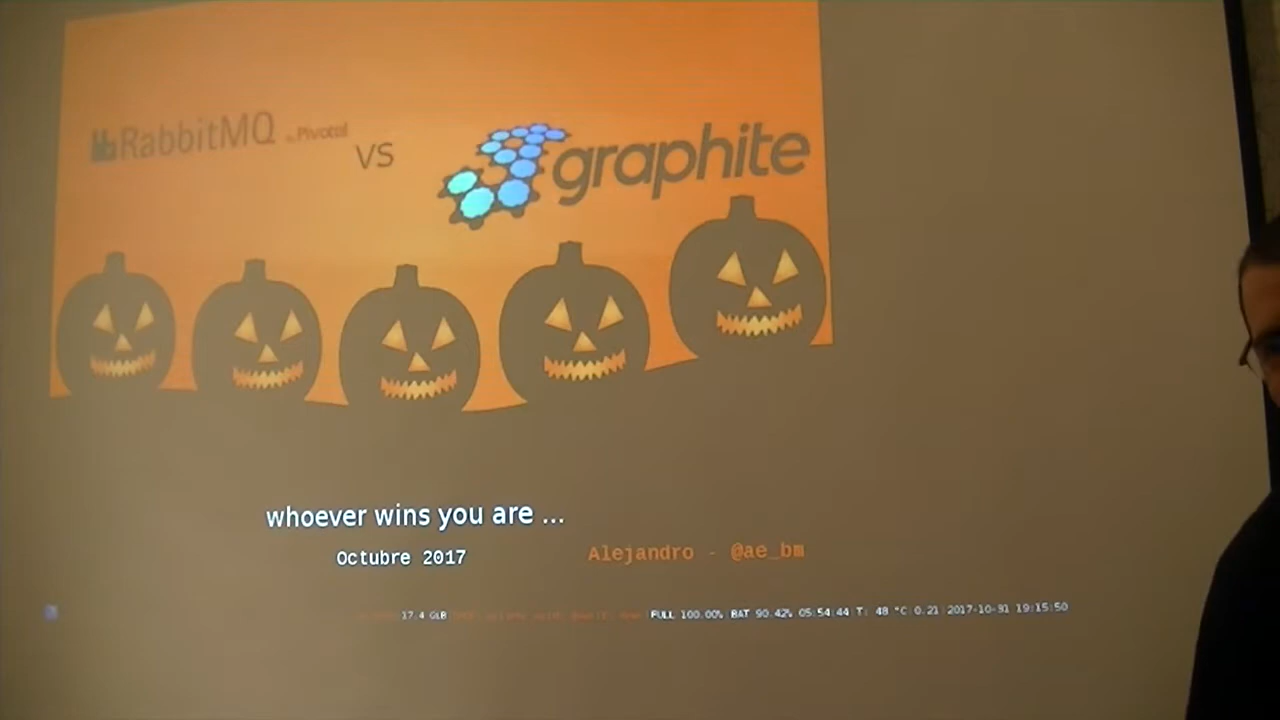 RabbitMQ by Pivotal
VS
graphite
whoever wins you are ...
Octubre 2017
Alejandro - @ae_bm
17.4 GiB
FULL 100.00% BAT 90.42% 05:54:44 T: 48 °C 0.21 2017-10-31 19:15:50